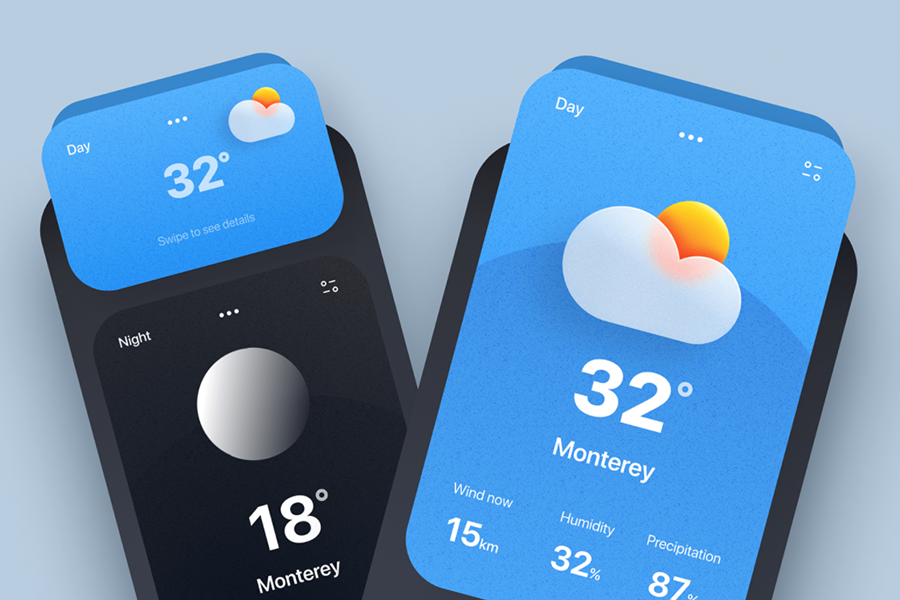 Day
32°
Swipe to see details
Night
18°
Monterey
Day
32°
Monterey
Wind now
15km
Humidity
32%
Precipitation
87%